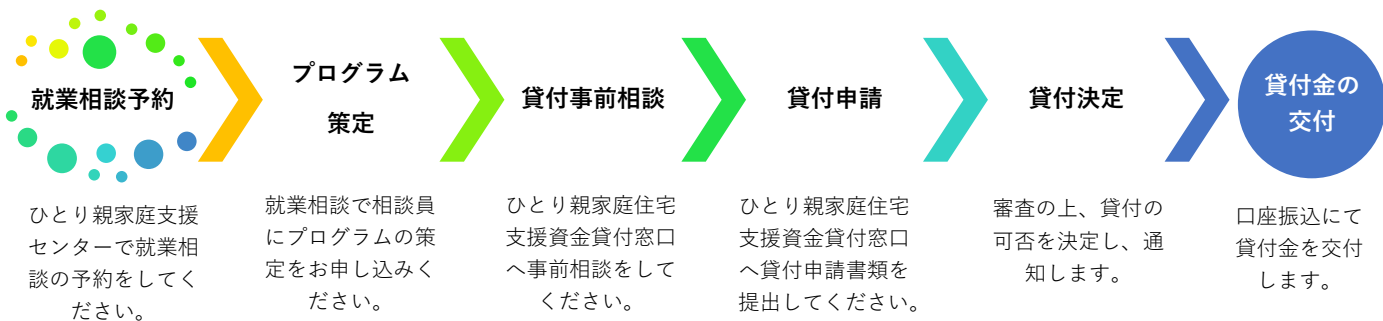 就業相談予約
プログラム
策定
貸付事前相談
貸付申請
貸付決定
貸付金の
交付
ひとり親家庭支援
センターで就業相
談の予約をしてく
ださい。
就業相談で相談員
にプログラムの策
定をお申し込みく
ださい。
ひとり親家庭住宅
支援資金貸付窓口
へ事前相談をして
ください。
ひとり親家庭住宅
支援資金貸付窓口
へ貸付申請書類を
提出してください。
審査の上、貸付の
可否を決定し、通
知します。
口座振込にて
貸付金を交付
します。